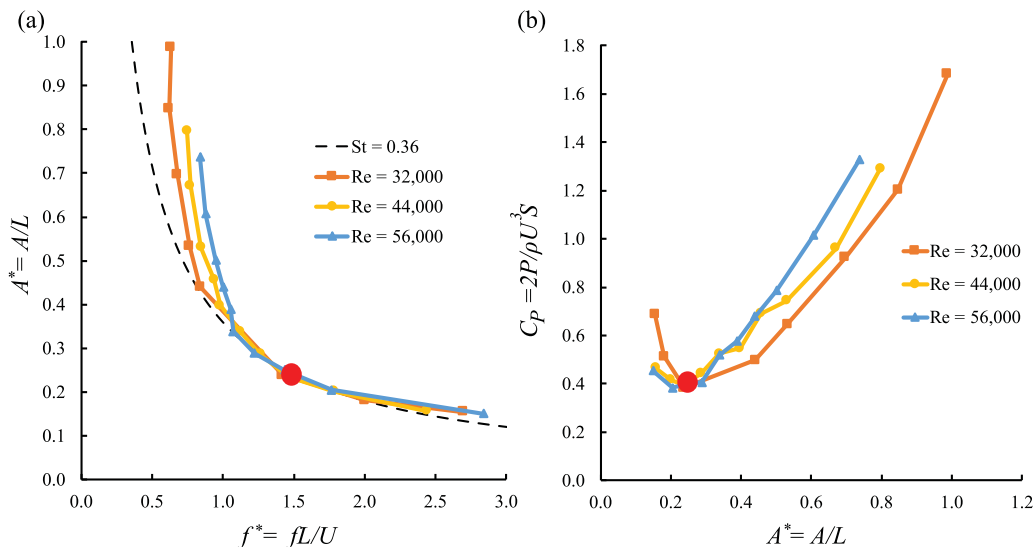 (a)
1.0
0.9
0.8
0.7
0.6
0.5
0.4
0.3
0.2
0.1
0.0
A*= A/L
St = 0.36
Re = 32,000
Re = 44,000
Re = 56,000
0.0 0.5 1.0 1.5 2.0 2.5 3.0
f*= fL/U
(b)
1.8
1.6
1.4
1.2
1.0
0.8
0.6
0.4
0.2
0.0
C_P = 2P/ρU³S
Re = 32,000
Re = 44,000
Re = 56,000
0.0 0.2 0.4 0.6 0.8 1.0 1.2
A*= A/L